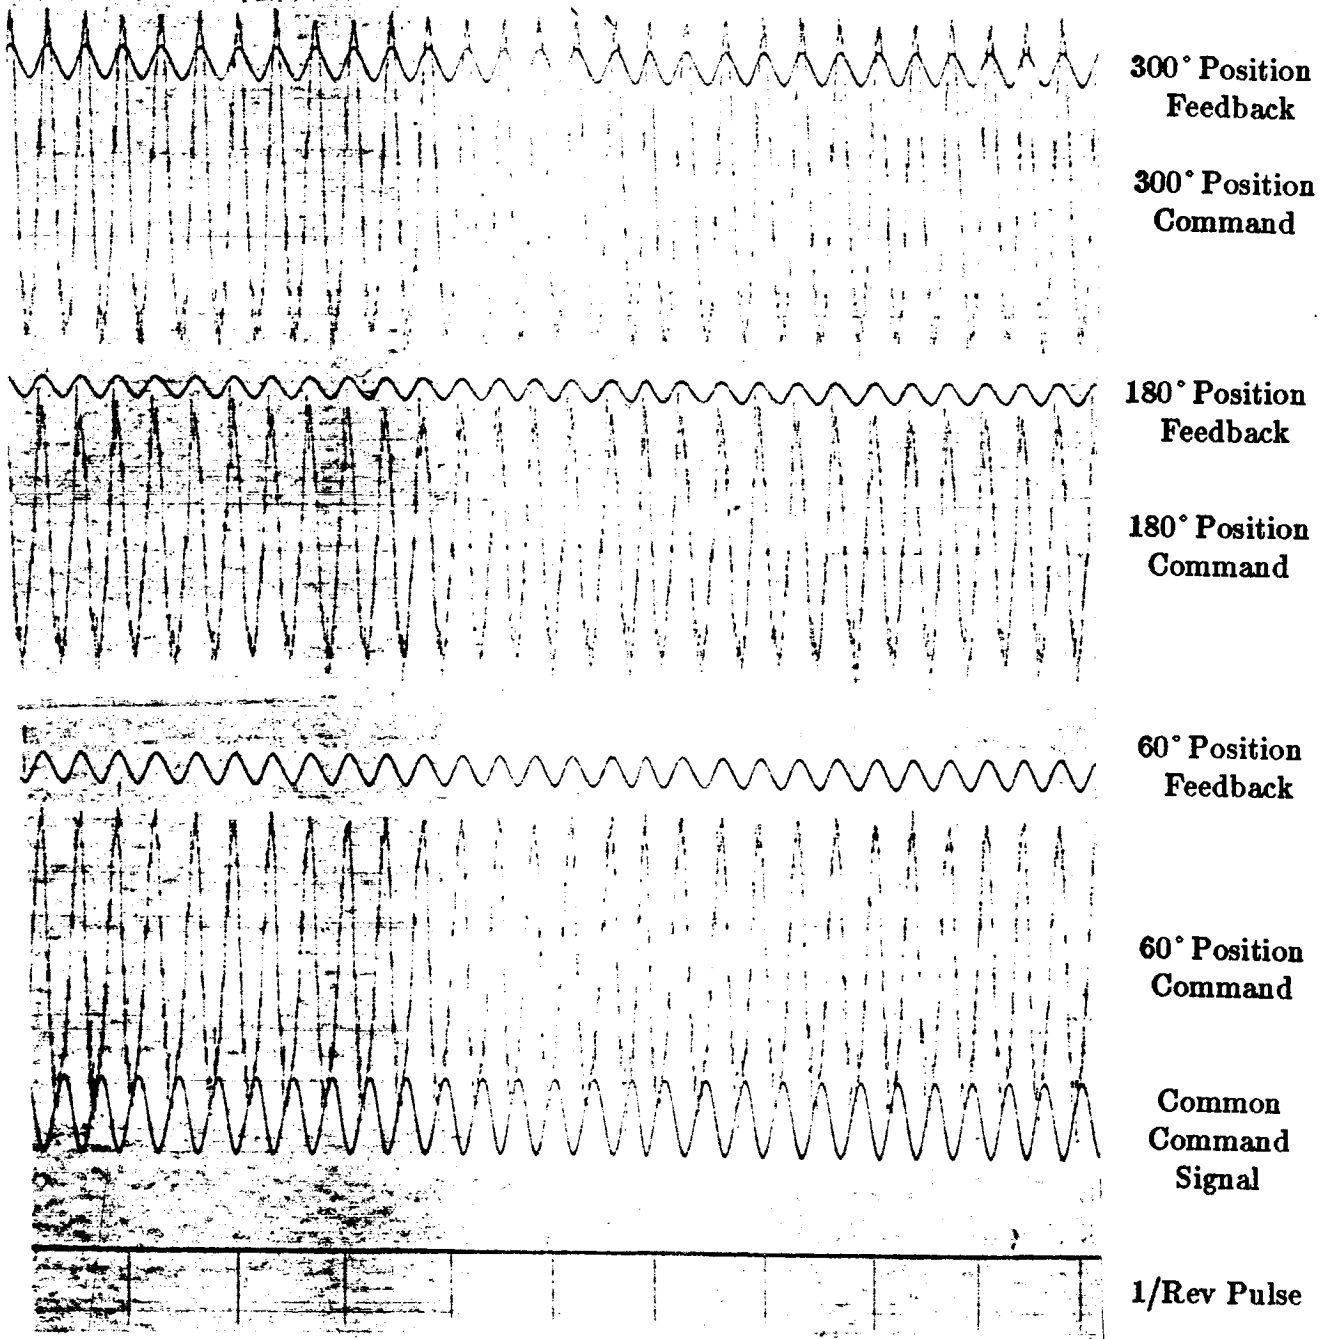 300° Position
Feedback
300° Position
Command
180° Position
Feedback
180° Position
Command
60° Position
Feedback
60° Position
Command
Common
Command
Signal
1/Rev Pulse